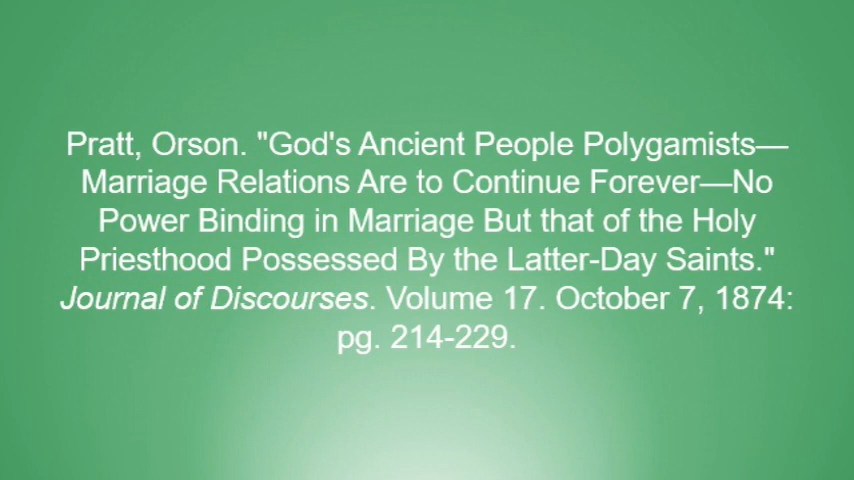 Pratt, Orson. "God's Ancient People Polygamists—
Marriage Relations Are to Continue Forever—No
Power Binding in Marriage But that of the Holy
Priesthood Possessed By the Latter-Day Saints."
Journal of Discourses. Volume 17. October 7, 1874:
pg. 214-229.